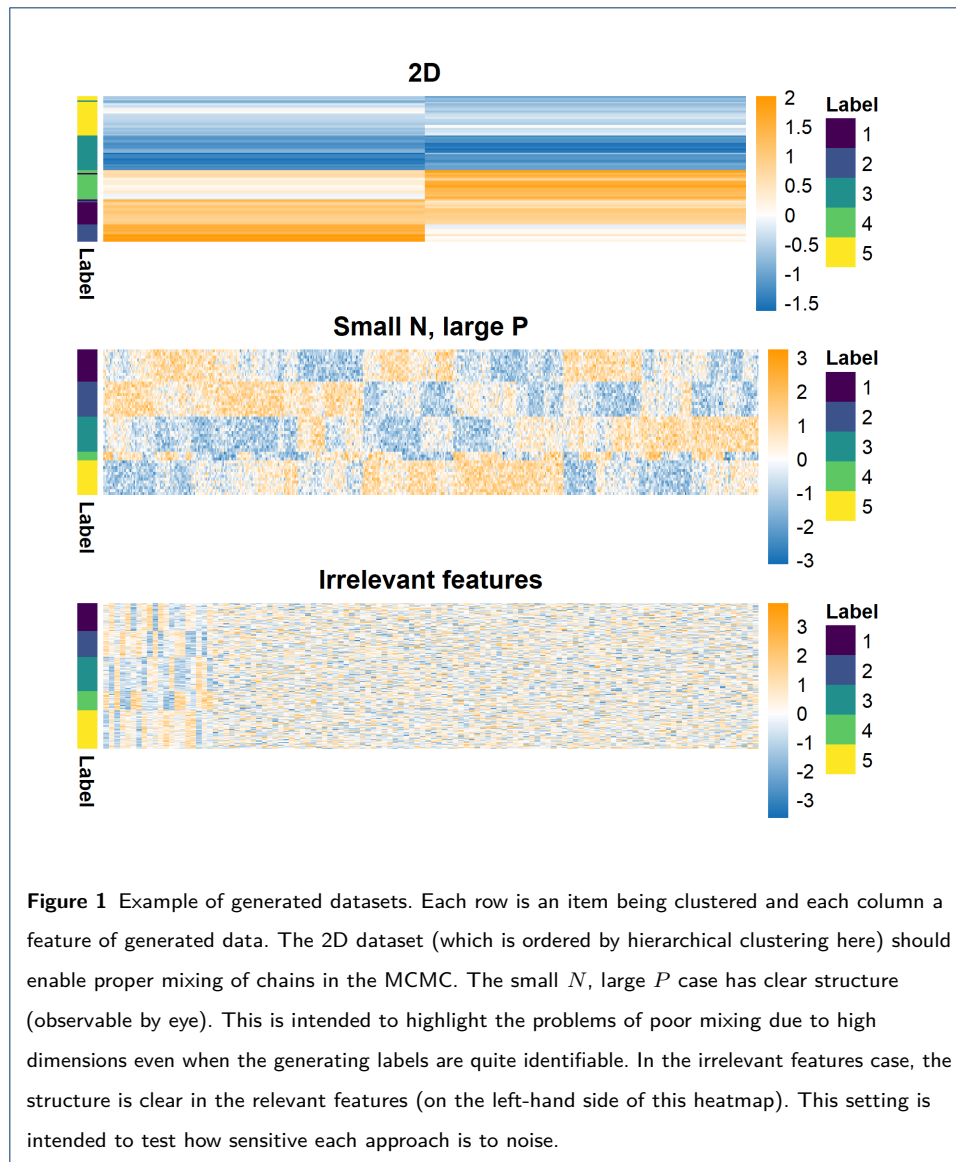 2D
2
1.5
1
0.5
0
-0.5
-1
-1.5
Label
1
2
3
4
5
Label
Small N, large P
3
2
1
0
-1
-2
-3
Label
1
2
3
4
5
Label
Irrelevant features
3
2
1
0
-1
-2
-3
Label
1
2
3
4
5
Label
Figure 1 Example of generated datasets. Each row is an item being clustered and each column a
feature of generated data. The 2D dataset (which is ordered by hierarchical clustering here) should
enable proper mixing of chains in the MCMC. The small N, large P case has clear structure
(observable by eye). This is intended to highlight the problems of poor mixing due to high
dimensions even when the generating labels are quite identifiable. In the irrelevant features case, the
structure is clear in the relevant features (on the left-hand side of this heatmap). This setting is
intended to test how sensitive each approach is to noise.